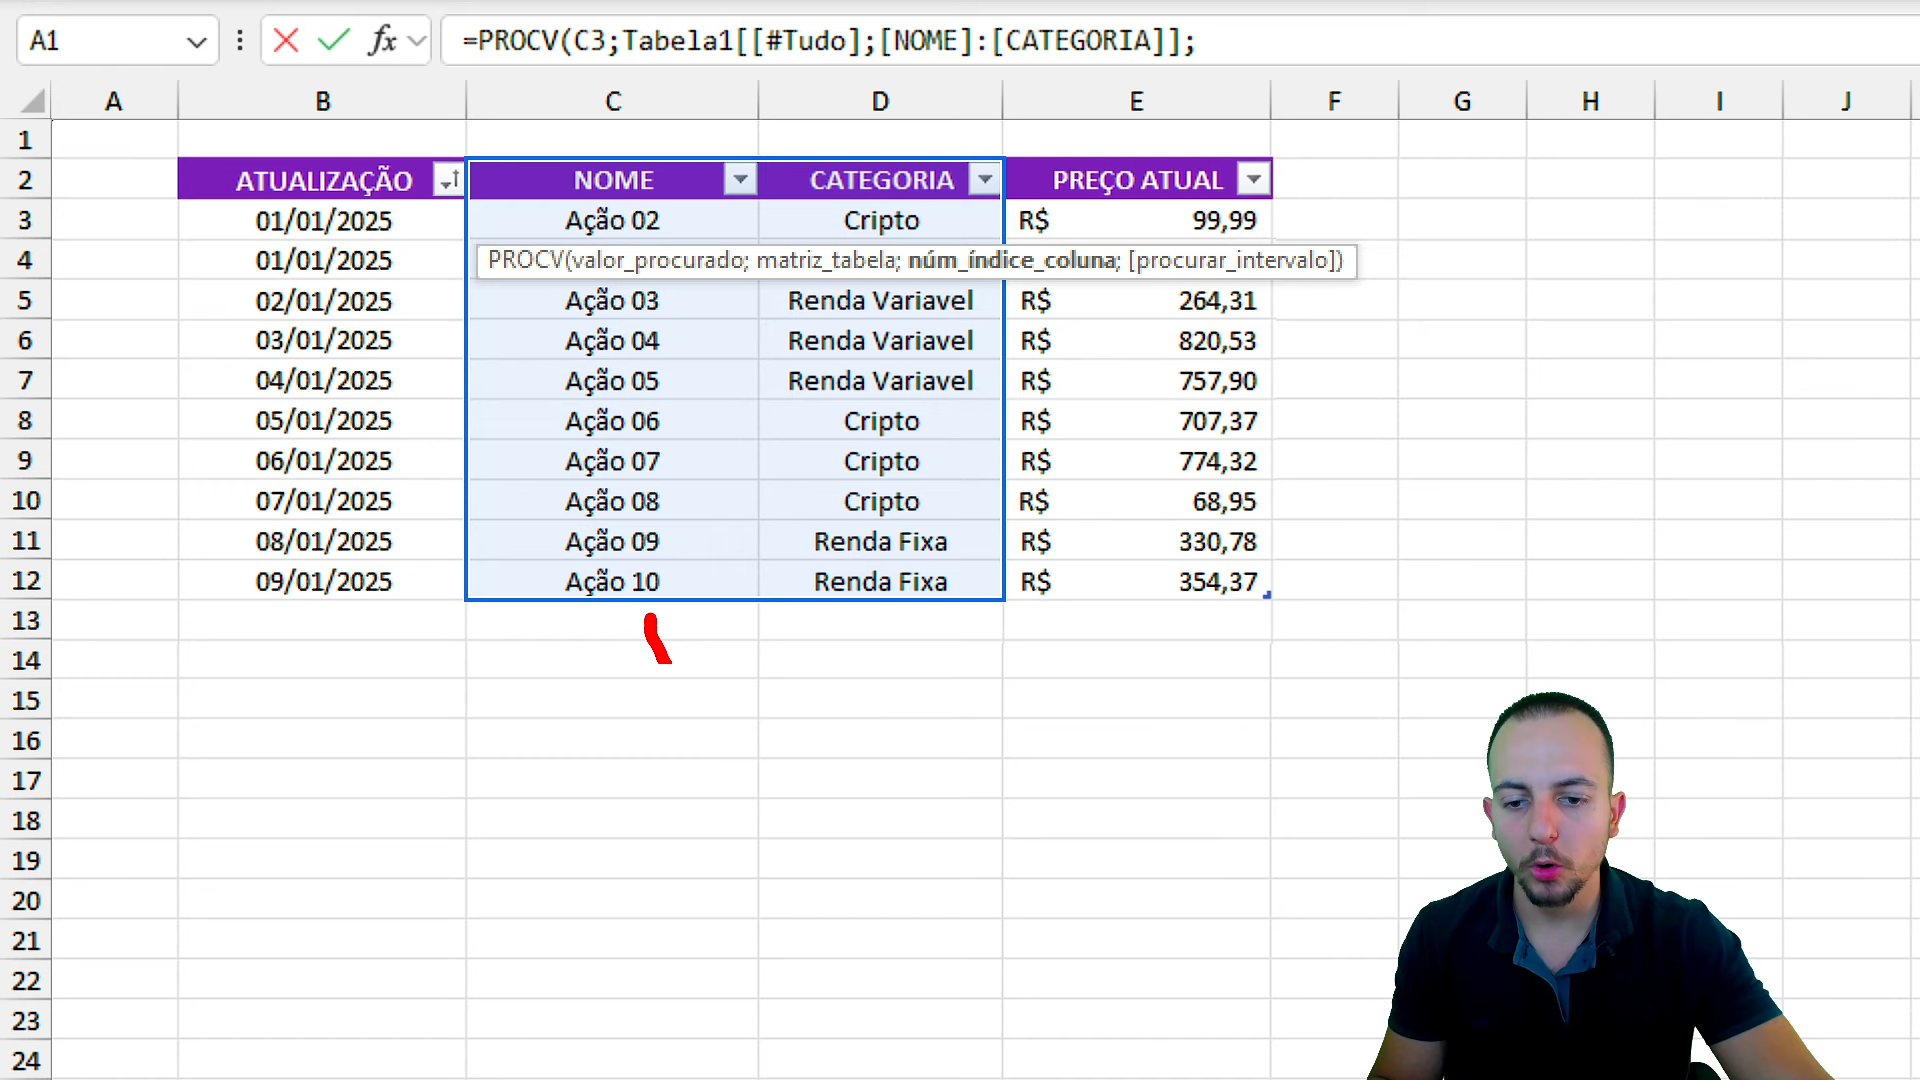 A1 fx =PROCV(C3;Tabela1[[#Tudo];[NOME]:[CATEGORIA]];
A B C D E F G H I J
1
2 ATUALIZAÇÃO NOME CATEGORIA PREÇO ATUAL
3 01/01/2025 Ação 02 Cripto R$ 99,99
4 01/01/2025 PROCV(valor_procurado; matriz_tabela; núm_índice_coluna; [procurar_intervalo])
5 02/01/2025 Ação 03 Renda Variavel R$ 264,31
6 03/01/2025 Ação 04 Renda Variavel R$ 820,53
7 04/01/2025 Ação 05 Renda Variavel R$ 757,90
8 05/01/2025 Ação 06 Cripto R$ 707,37
9 06/01/2025 Ação 07 Cripto R$ 774,32
10 07/01/2025 Ação 08 Cripto R$ 68,95
11 08/01/2025 Ação 09 Renda Fixa R$ 330,78
12 09/01/2025 Ação 10 Renda Fixa R$ 354,37
13
14
15
16
17
18
19
20
21
22
23
24